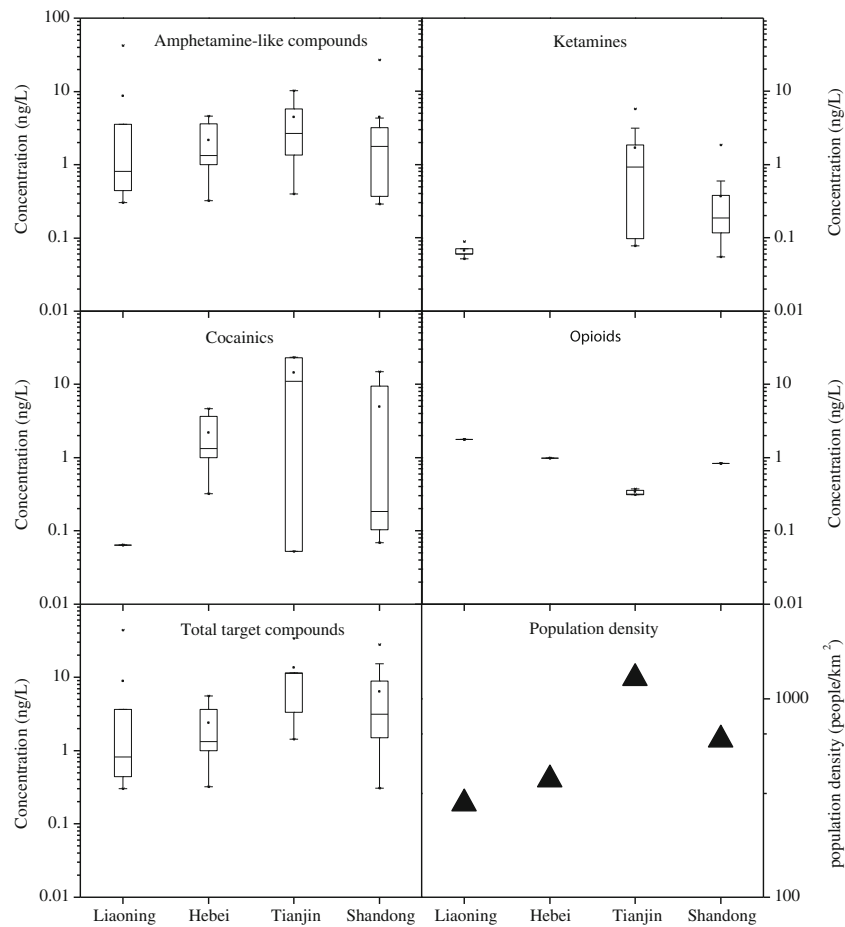 100
10
1
0.1
0.01
Concentration (ng/L)
Amphetamine-like compounds
Ketamines
10
1
0.1
0.01
Concentration (ng/L)
10
1
0.1
0.01
Concentration (ng/L)
Cocainics
Opioids
10
1
0.1
0.01
Concentration (ng/L)
10
1
0.1
0.01
Concentration (ng/L)
Total target compounds
Population density
1000
100
population density (people/km²)
Liaoning Hebei Tianjin Shandong
Liaoning Hebei Tianjin Shandong